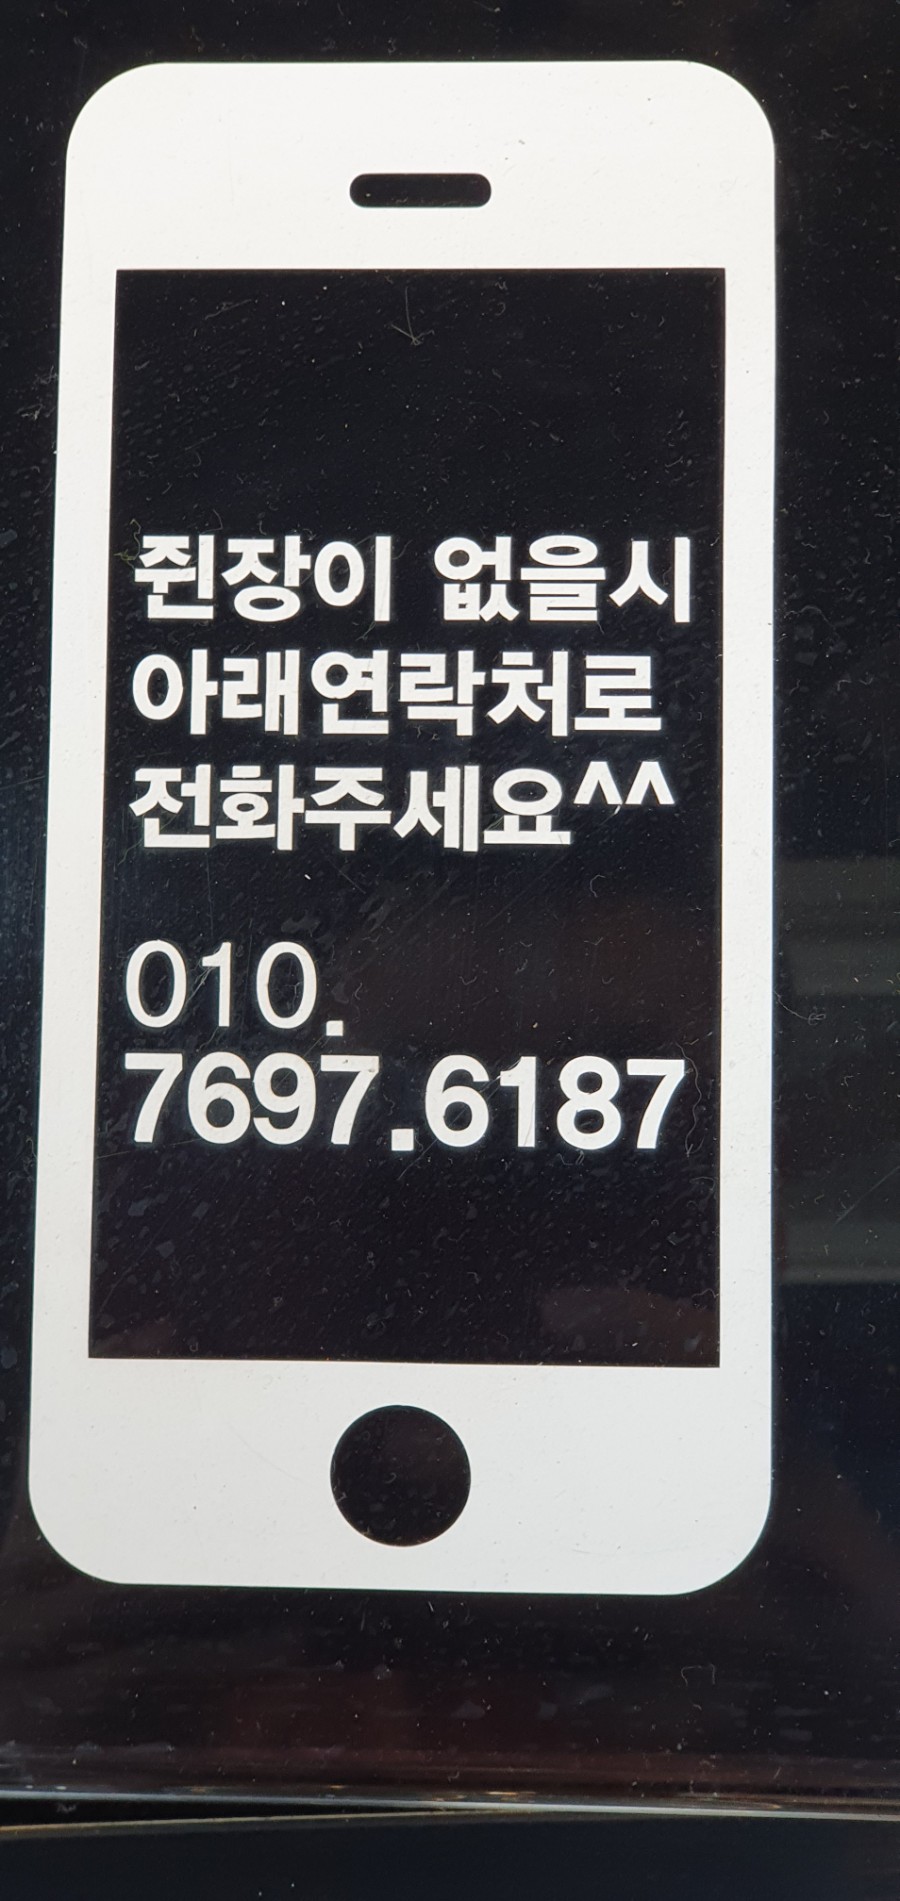 쥔장이 없을시
아래연락처로
전화주세요^^
010.
7697.6187